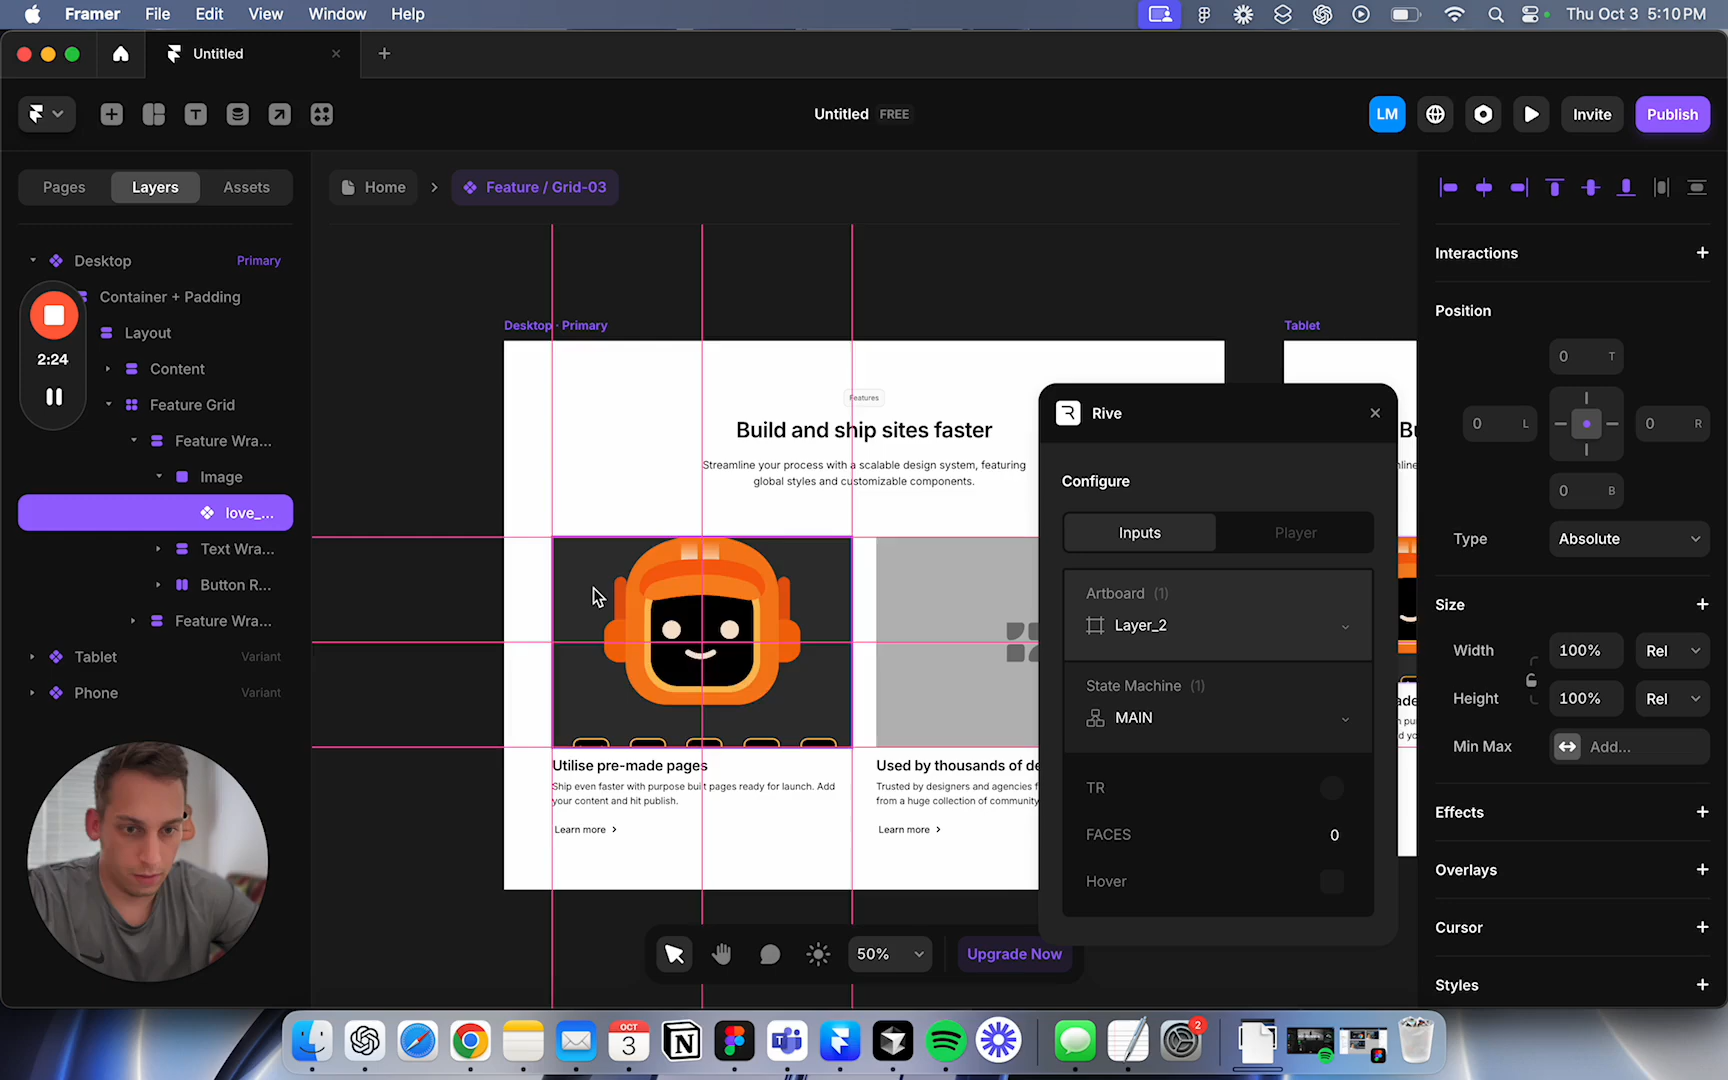 Framer File Edit View Window Help Thu Oct 3 5:10 PM
Untitled
Untitled FREE LM Invite Publish
Pages Layers Assets
Home Feature / Grid-03
Desktop Primary
Container + Padding
Layout
2:24
Content
Feature Grid
Feature Wra...
Image
love_...
Text Wra...
Button R...
Feature Wra...
Tablet Variant
Phone Variant
Desktop · Primary
Tablet
Features
Build and ship sites faster
Streamline your process with a scalable design system, featuring
global styles and customizable components.
Utilise pre-made pages
Ship even faster with purpose built pages ready for launch. Add
your content and hit publish.
Learn more
Used by thousands of de
Trusted by designers and agencies f
from a huge collection of community
Learn more
Rive
Configure
Inputs Player
Artboard (1)
Layer_2
State Machine (1)
MAIN
TR
FACES 0
Hover
50% Upgrade Now
Interactions
Position
0 T
0 L
0 R
0 B
Type Absolute
Size
Width 100% Rel
Height 100% Rel
Min Max Add...
Effects
Overlays
Cursor
Styles
OCT
3
2